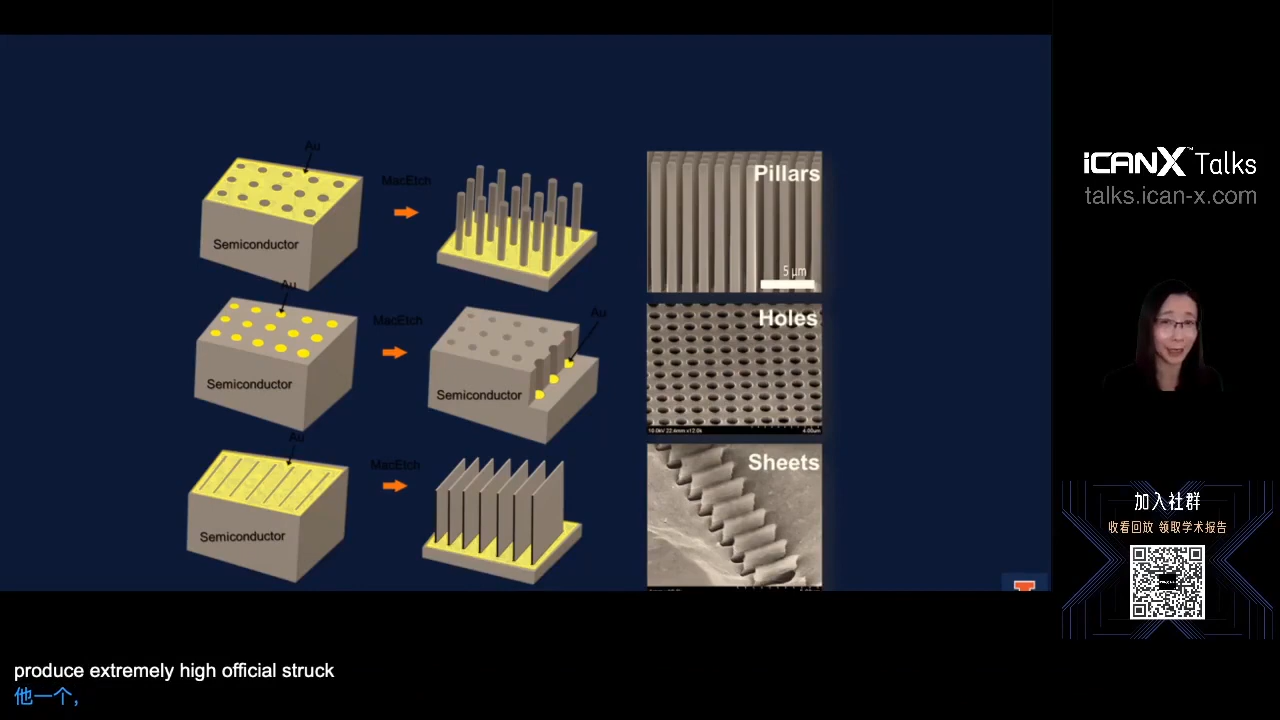 Au
MacEtch
Semiconductor
Pillars
5 µm
Au
MacEtch
Semiconductor
Au
Semiconductor
Holes
Au
MacEtch
Semiconductor
Sheets
iCANX™ Talks
talks.ican-x.com
加入社群
收看回放 领取学术报告
produce extremely high official struck
他一个,